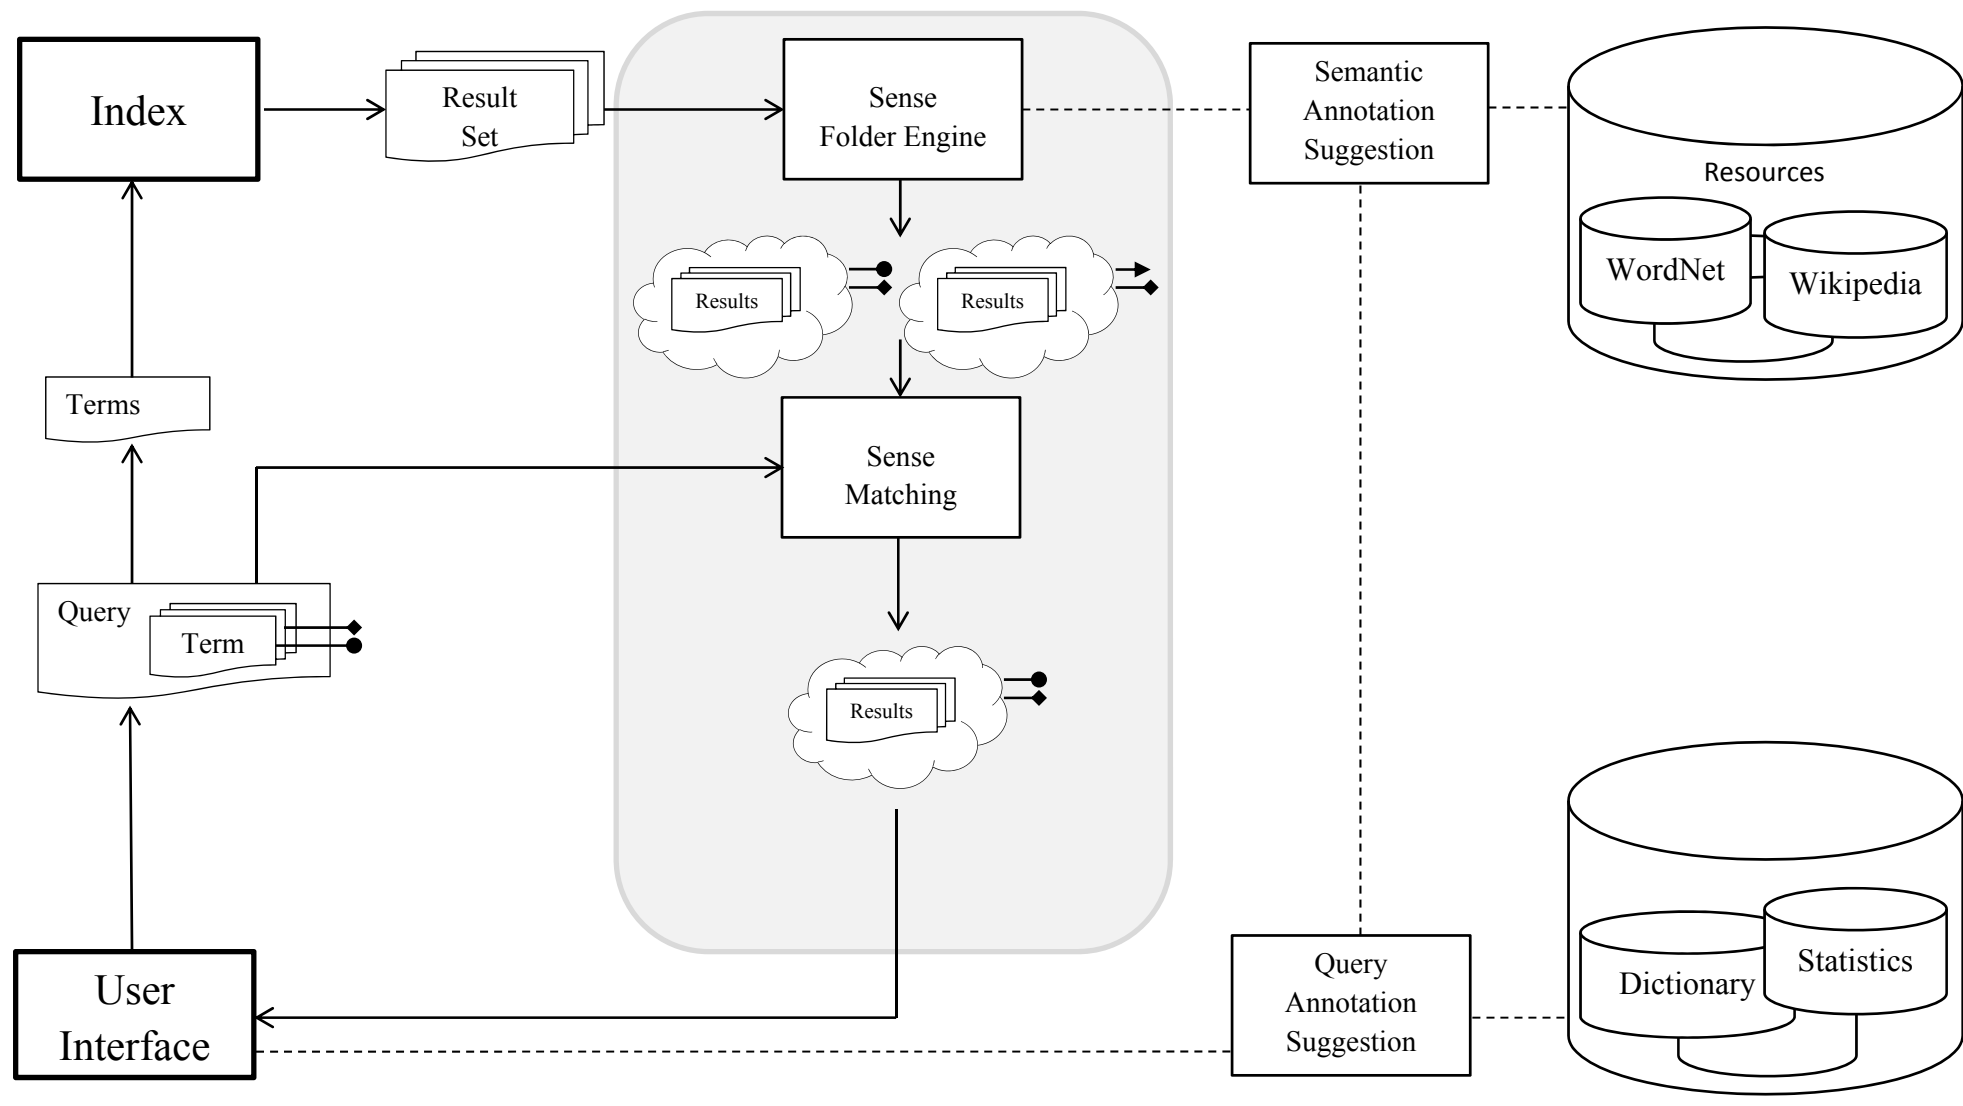 Index
Result
Set
Sense
Folder Engine
Semantic
Annotation
Suggestion
Resources
WordNet
Wikipedia
Results
Results
Terms
Sense
Matching
Query
Term
Results
User
Interface
Query
Annotation
Suggestion
Dictionary
Statistics